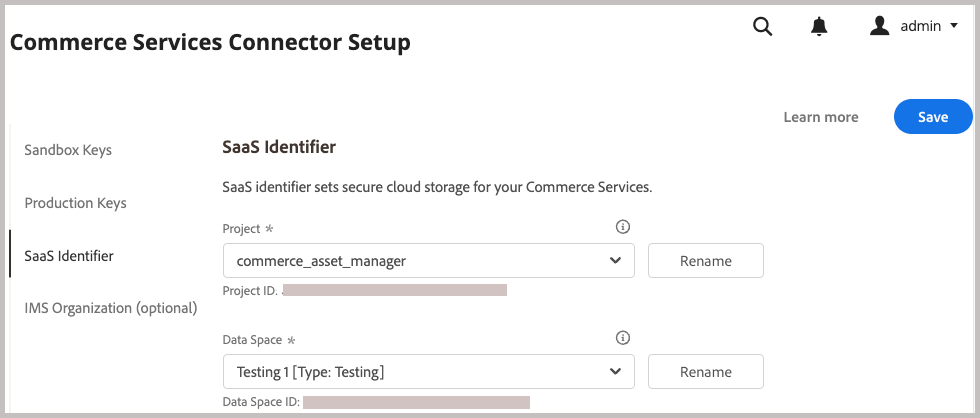 Commerce Services Connector Setup
admin
Learn more
Save
Sandbox Keys
Production Keys
SaaS Identifier
IMS Organization (optional)
SaaS Identifier
SaaS identifier sets secure cloud storage for your Commerce Services.
Project *
commerce_asset_manager
Rename
Project ID.
Data Space *
Testing 1 [Type: Testing]
Rename
Data Space ID: